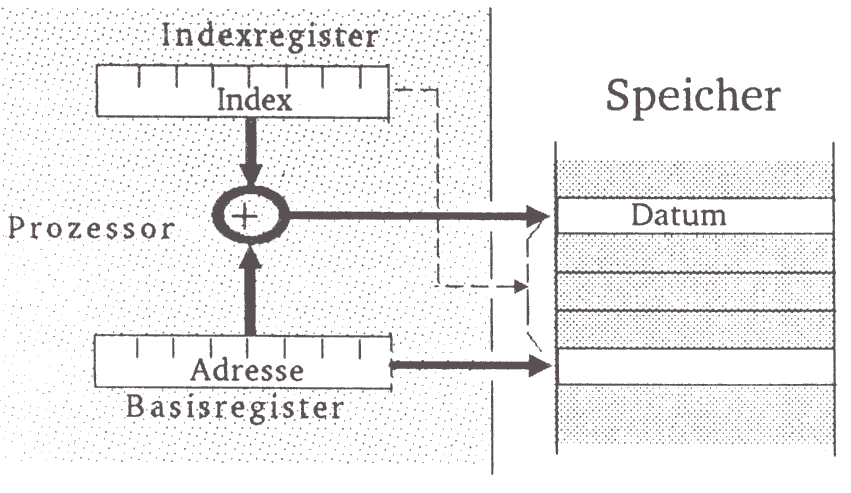 Indexregister
Index
Speicher
Datum
Prozessor
+
Adresse
Basisregister